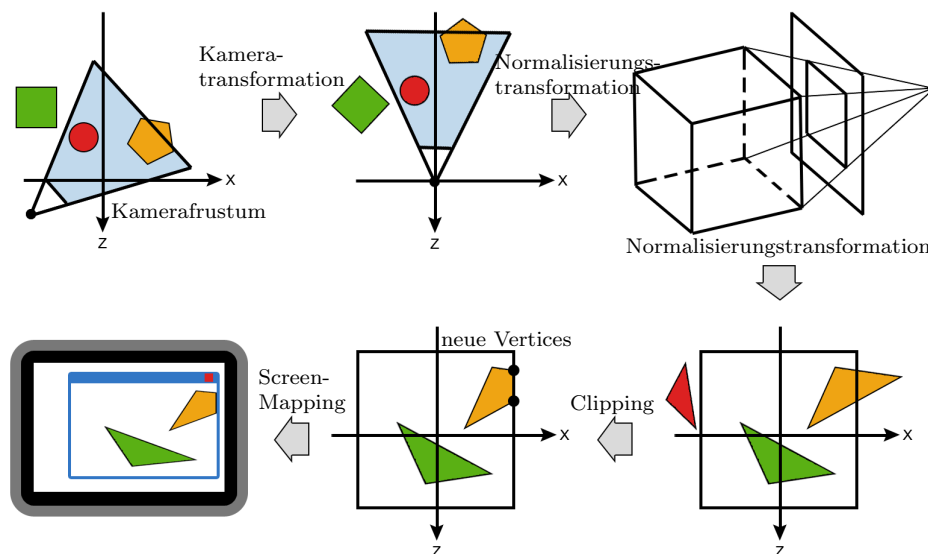 Kamera-
transformation
Normalisierungs-
transformation
x
x
Kamerafrustum
z
z
Normalisierungstransformation
neue Vertices
Screen-
Mapping
Clipping
x
x
z
z